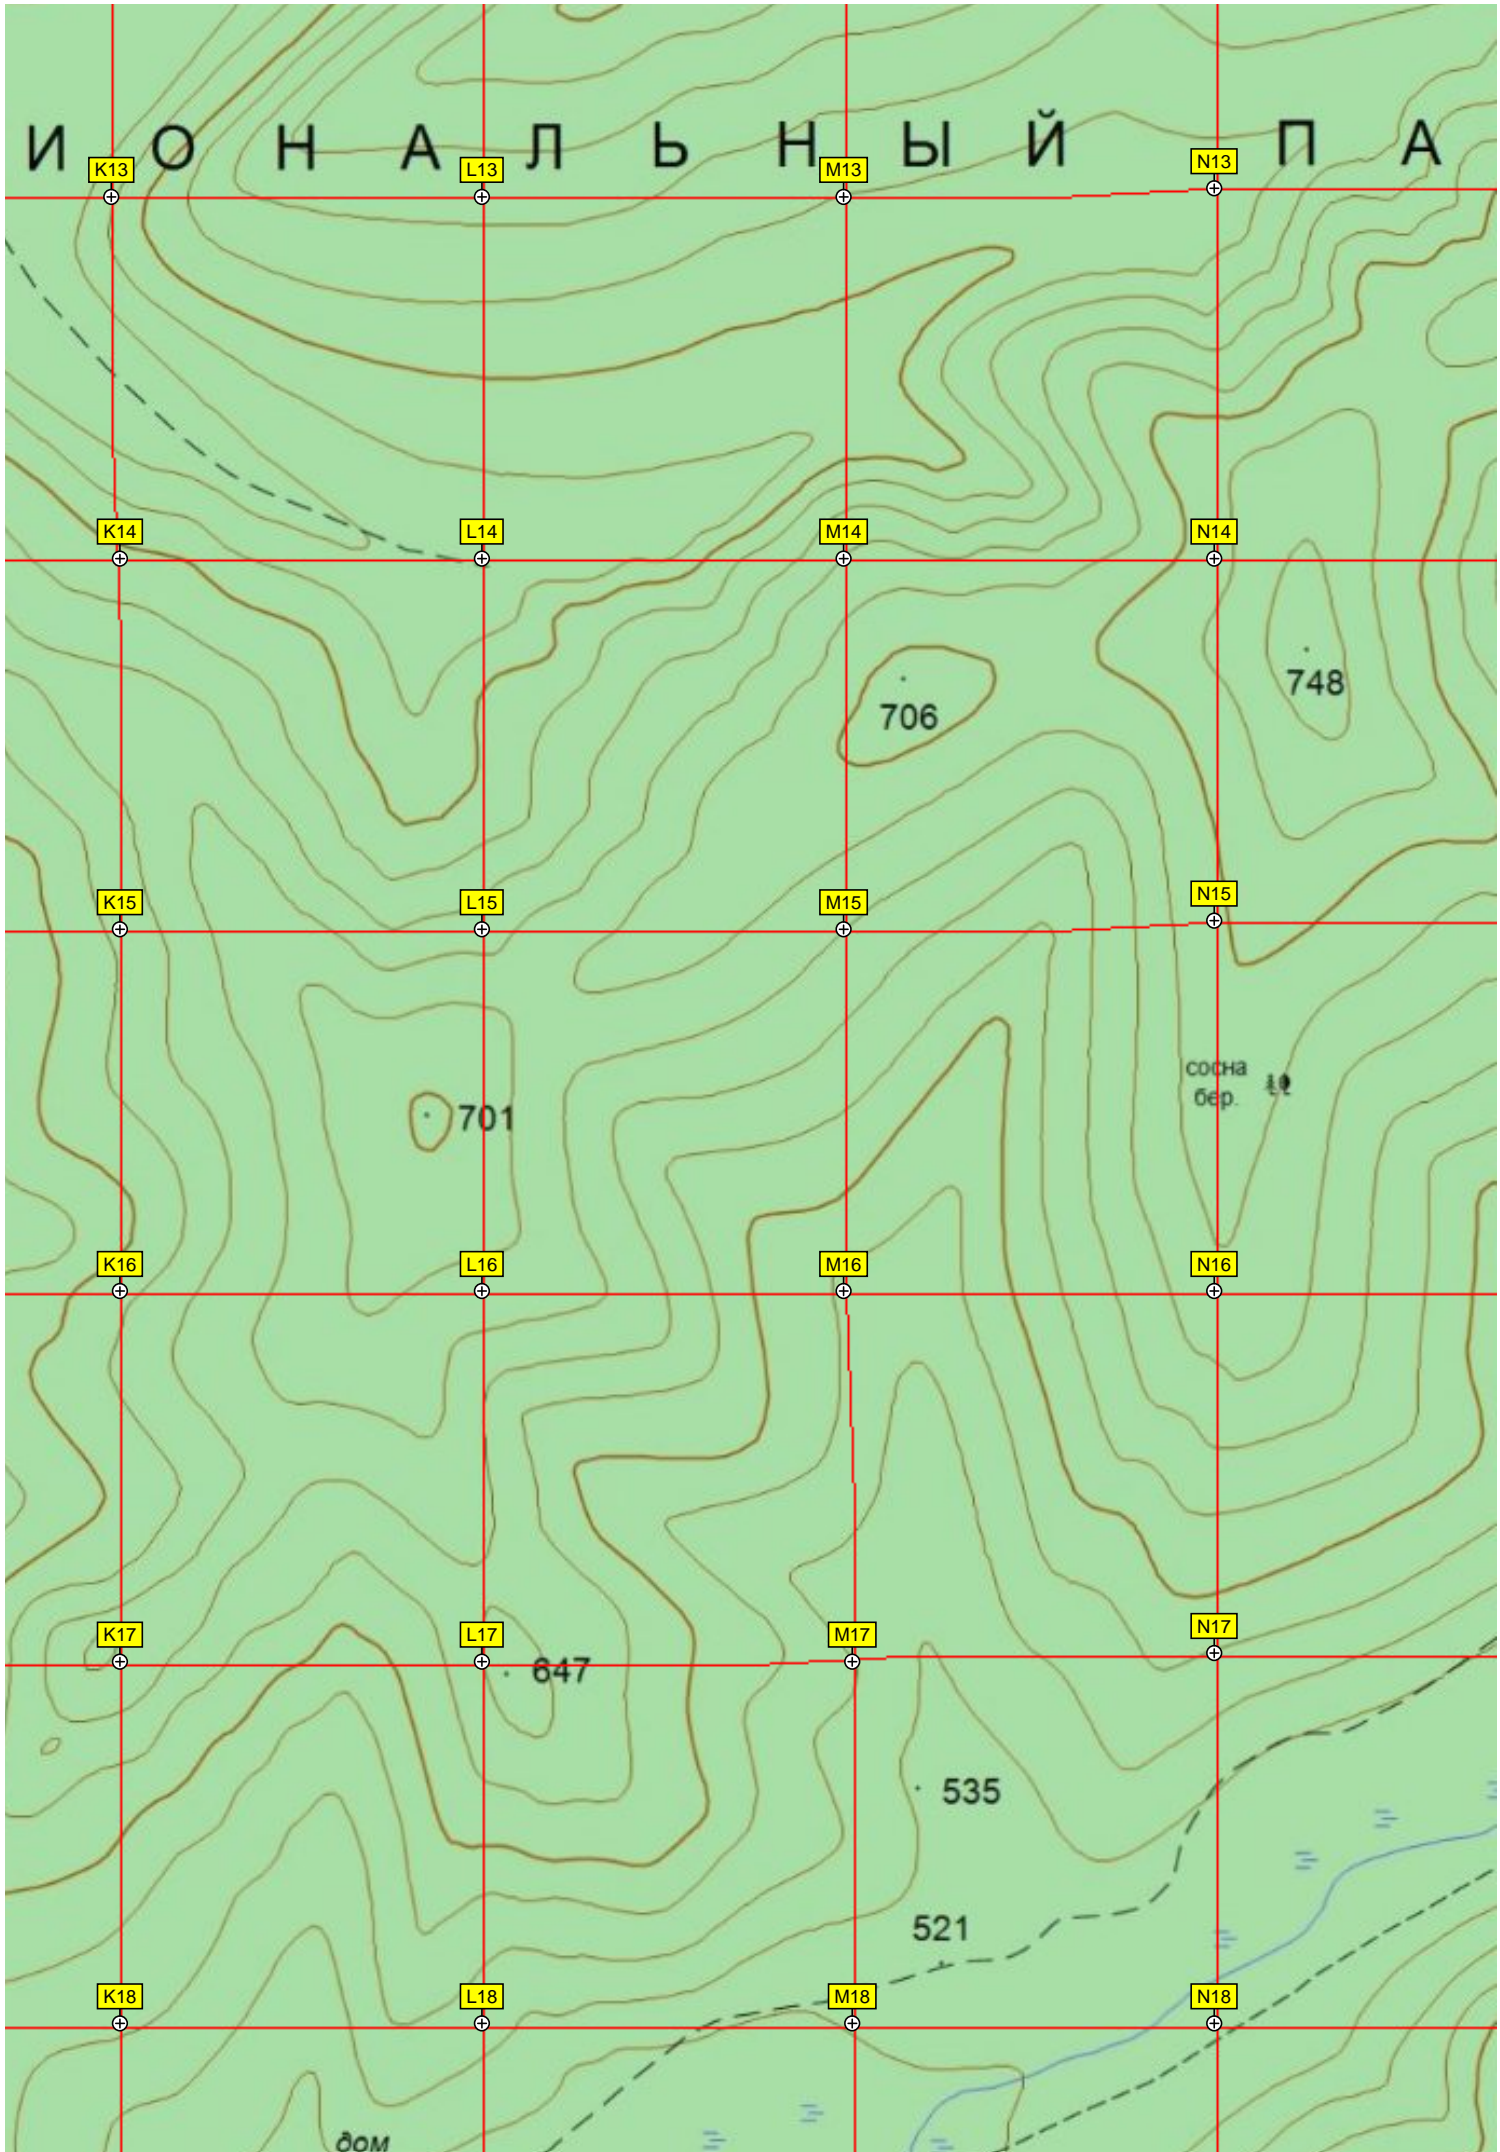 И О Н А Л Ь Н Ы Й П А
K13 L13 M13 N13
K14 L14 M14 N14
748
706
K15 L15 M15 N15
сосна
бер.
701
K16 L16 M16 N16
K17 L17 M17 N17
647
535
521
K18 L18 M18 N18
дом